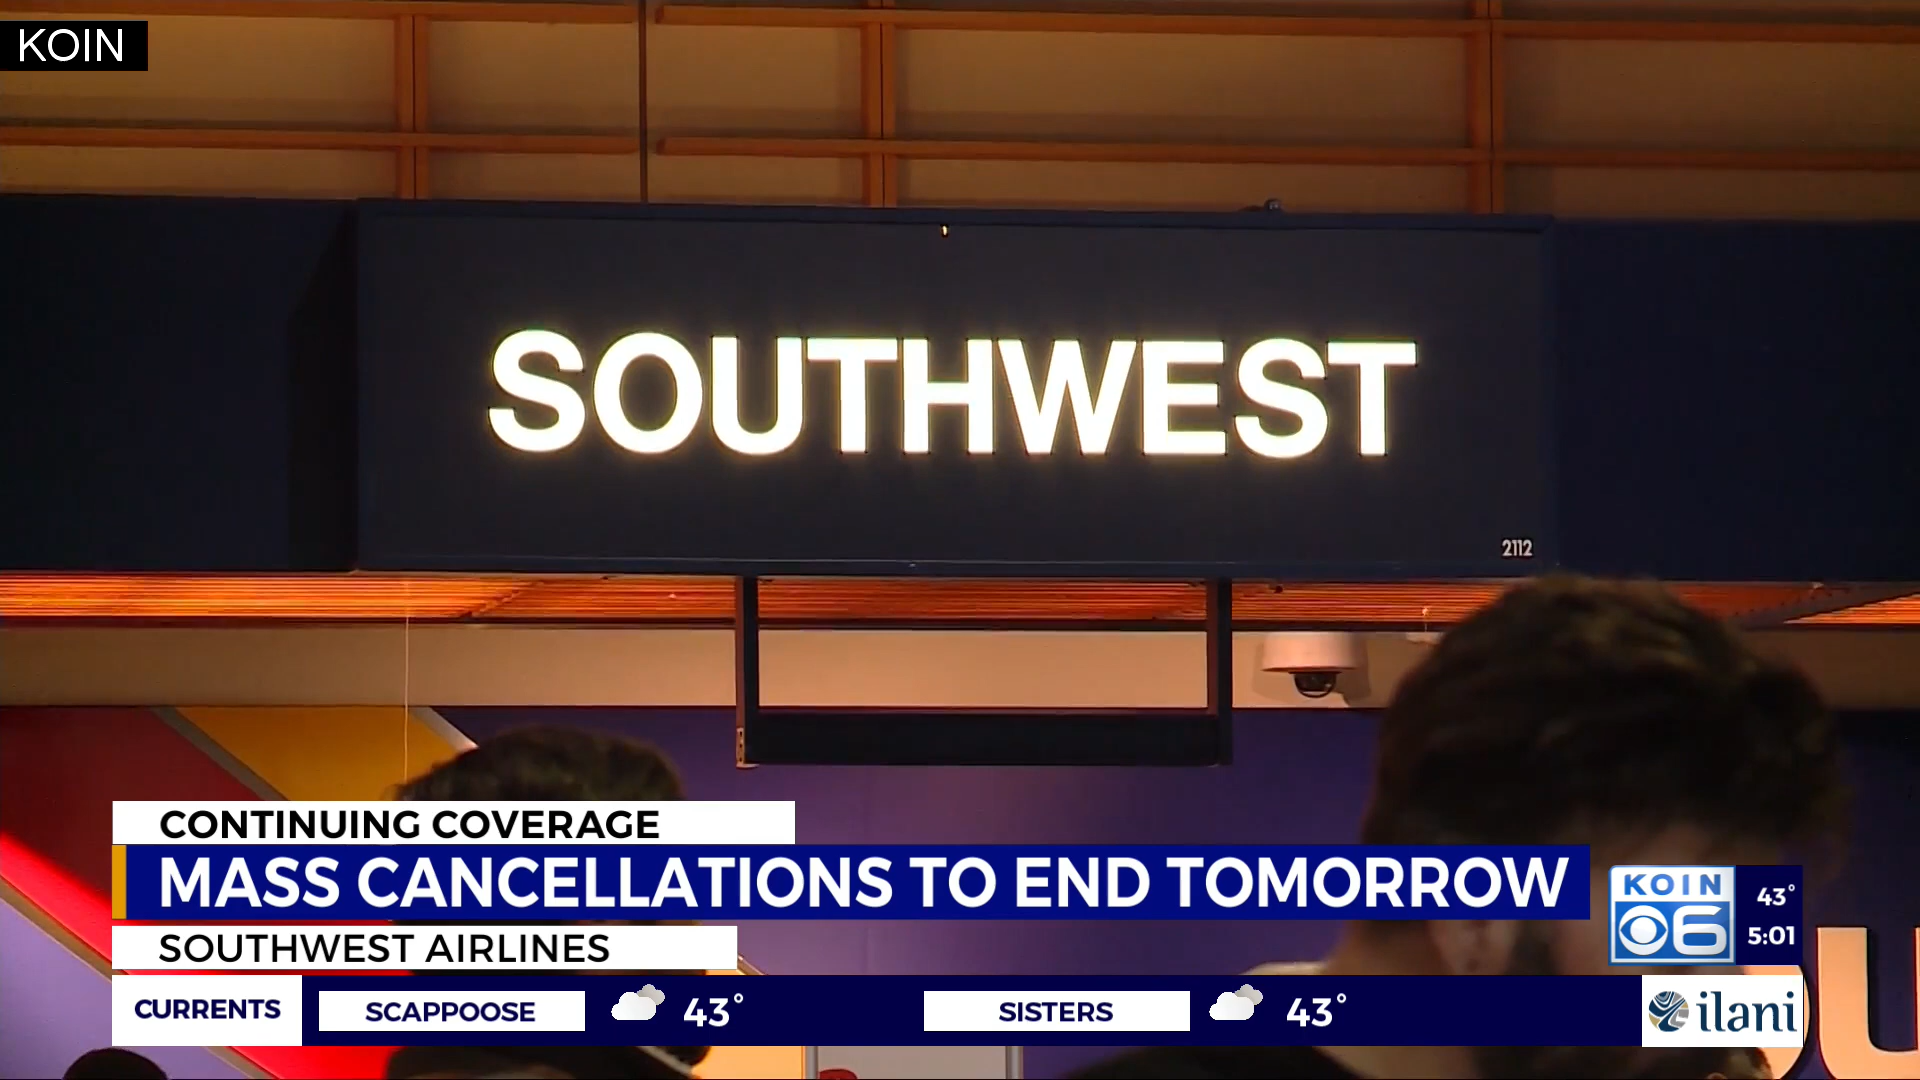 KOIN
SOUTHWEST
2112
CONTINUING COVERAGE
MASS CANCELLATIONS TO END TOMORROW
SOUTHWEST AIRLINES
KOIN
6
43°
5:01
CURRENTS
SCAPPOOSE
43°
SISTERS
43°
ilani